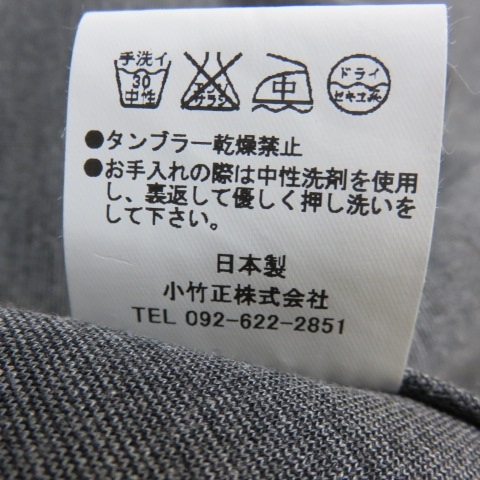 手洗イ
30
中性
サラシ
中
ドライ
セキユ系
●タンブラー乾燥禁止
●お手入れの際は中性洗剤を使用
し、裏返して優しく押し洗いを
して下さい。
日本製
小竹正株式会社
TEL 092-622-2851